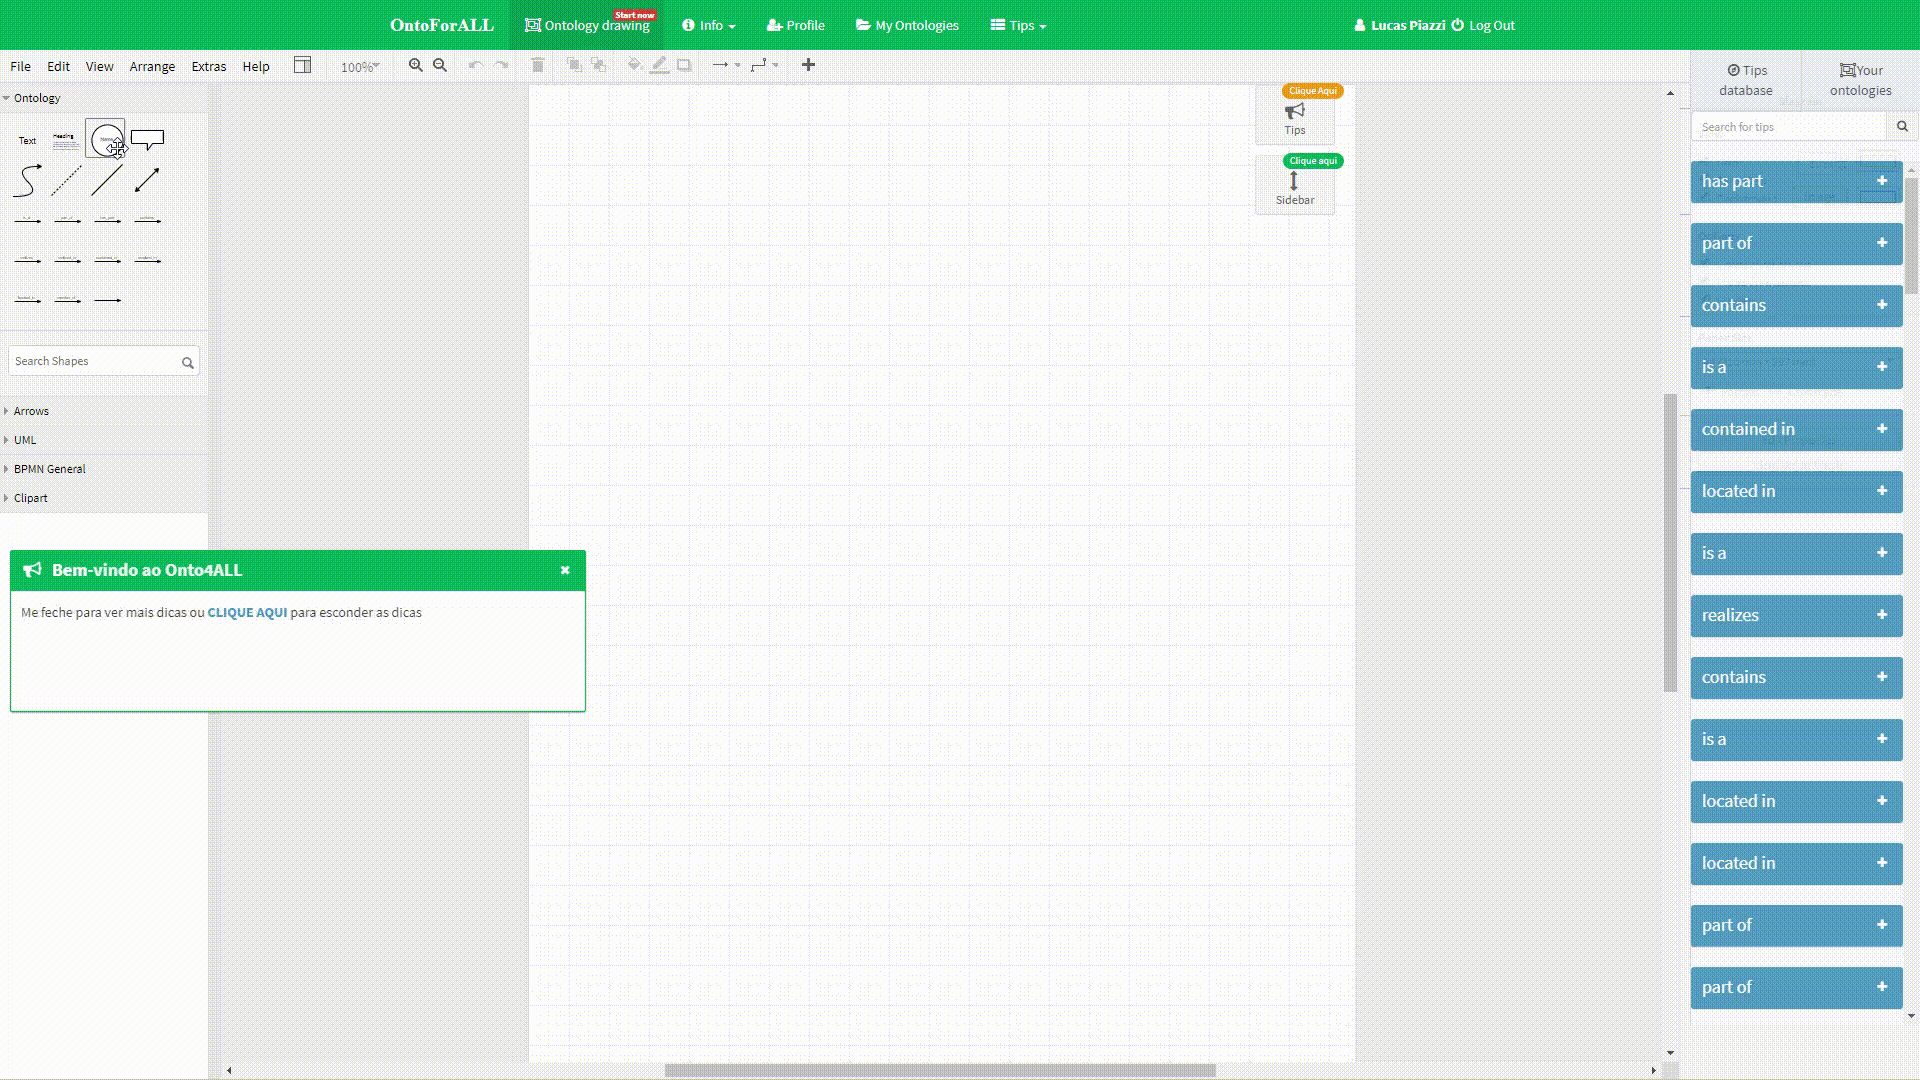 OntoForALL
Ontology drawing
Start now
Info
Profile
My Ontologies
Tips
Lucas Piazzi
Log Out
File
Edit
View
Arrange
Extras
Help
100%
Ontology
Text
Heading
Search Shapes
Arrows
UML
BPMN General
Clipart
Clique Aqui
Tips
Clique aqui
Sidebar
Bem-vindo ao Onto4ALL
Me feche para ver mais dicas ou CLIQUE AQUI para esconder as dicas
Tips
database
Your
ontologies
Search for tips
has part
part of
contains
is a
contained in
located in
is a
realizes
contains
is a
located in
located in
part of
part of